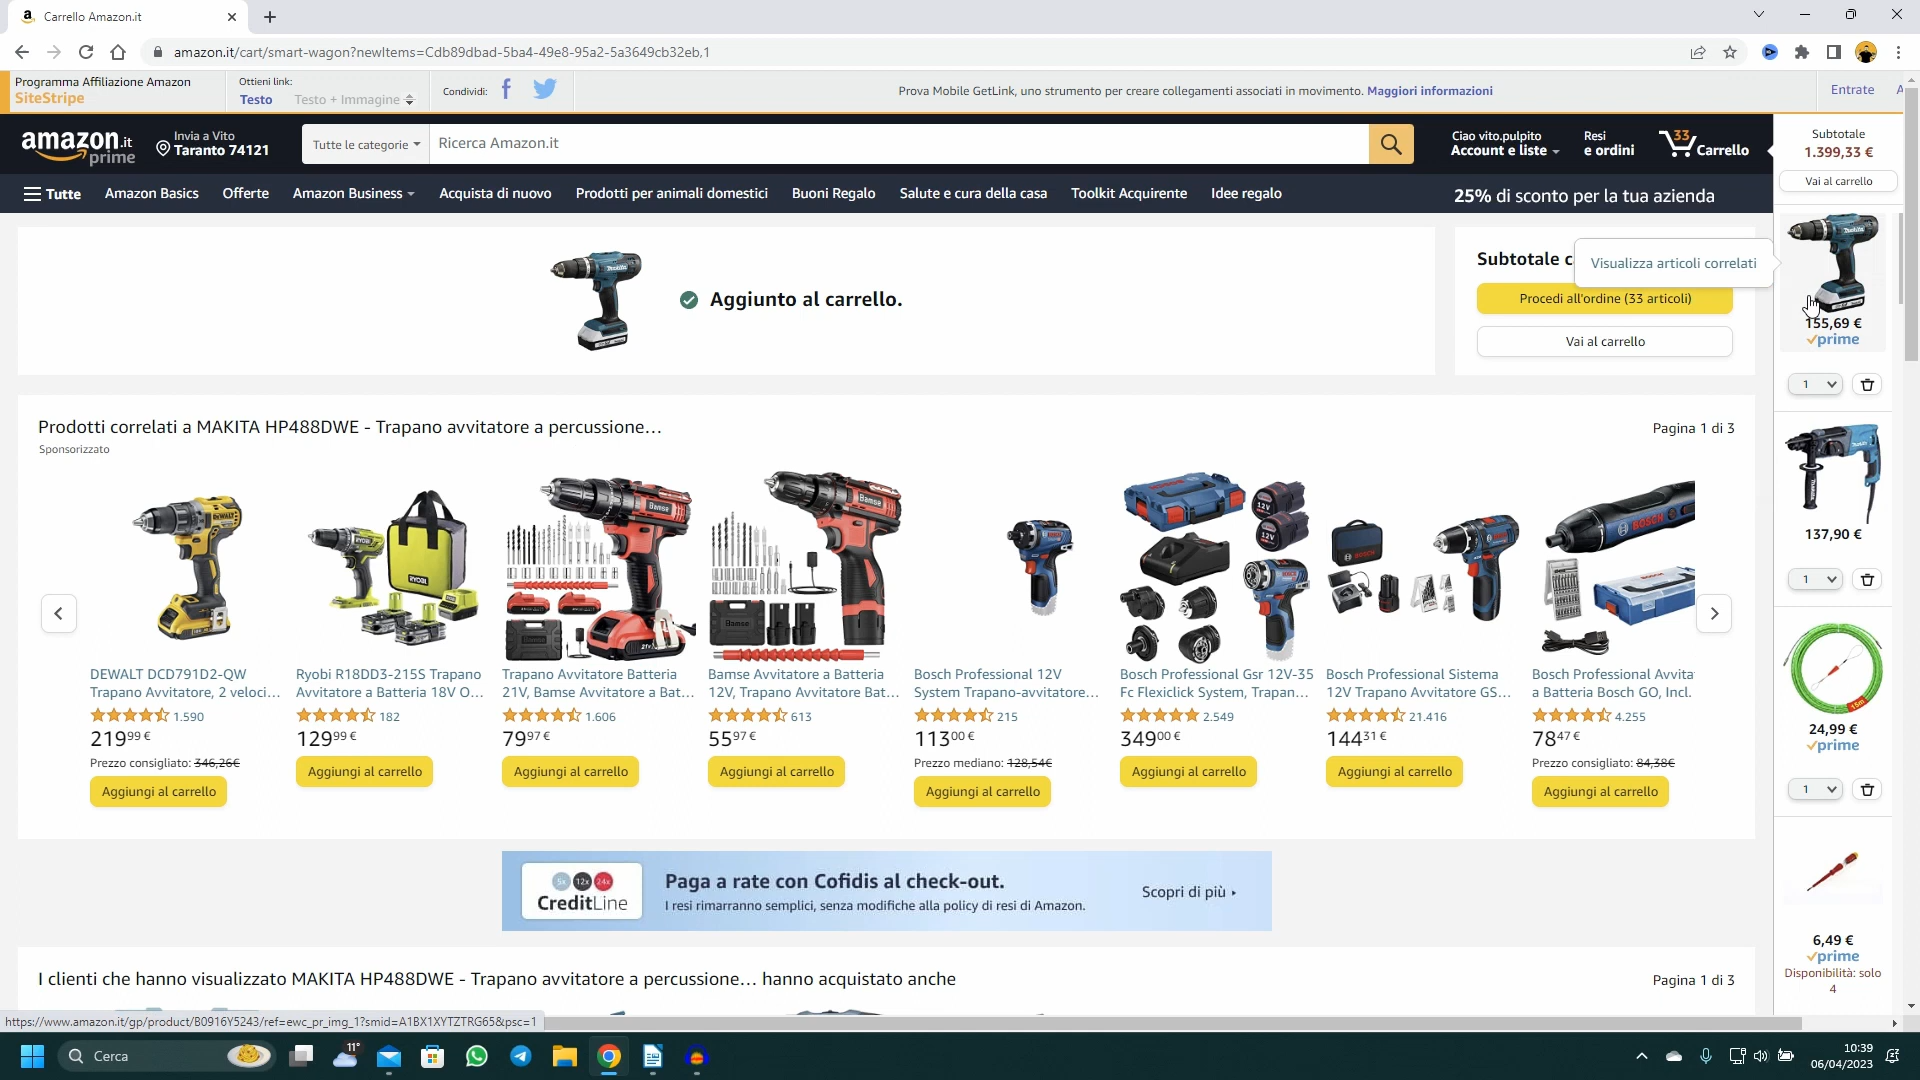 Carrello Amazon.it
amazon.it/cart/smart-wagon?newItems=Cdb89dbad-5ba4-49e8-95a2-5a3649cb32eb,1
Programma Affiliazione Amazon
SiteStripe
Ottieni link:
Testo Testo + Immagine
Condividi:
Prova Mobile GetLink, uno strumento per creare collegamenti associati in movimento. Maggiori informazioni
Entrate
amazon.it
prime
Invia a Vito
Taranto 74121
Tutte le categorie
Ricerca Amazon.it
Ciao vito.pulpito
Account e liste
Resi
e ordini
33
Carrello
Subtotale
1.399,33 €
Vai al carrello
Tutte Amazon Basics Offerte Amazon Business Acquista di nuovo Prodotti per animali domestici Buoni Regalo Salute e cura della casa Toolkit Acquirente Idee regalo
25% di sconto per la tua azienda
Aggiunto al carrello.
Subtotale c
Visualizza articoli correlati
Procedi all'ordine (33 articoli)
Vai al carrello
155,69 €
prime
1
137,90 €
1
24,99 €
prime
1
6,49 €
prime
Disponibilità: solo
4
Prodotti correlati a MAKITA HP488DWE - Trapano avvitatore a percussione…
Pagina 1 di 3
Sponsorizzato
DEWALT DCD791D2-QW
Trapano Avvitatore, 2 veloci...
1.590
219,99 €
Prezzo consigliato: 346,26€
Aggiungi al carrello
Ryobi R18DD3-215S Trapano
Avvitatore a Batteria 18V O...
182
129,99 €
Aggiungi al carrello
Trapano Avvitatore Batteria
21V, Bamse Avvitatore a Bat...
1.606
79,97 €
Aggiungi al carrello
Bamse Avvitatore a Batteria
12V, Trapano Avvitatore Bat...
613
55,97 €
Aggiungi al carrello
Bosch Professional 12V
System Trapano-avvitatore...
215
113,00 €
Prezzo mediano: 128,54€
Aggiungi al carrello
Bosch Professional Gsr 12V-35
Fc Flexiclick System, Trapan...
2.549
349,00 €
Aggiungi al carrello
Bosch Professional Sistema
12V Trapano Avvitatore GS...
21.416
144,31 €
Aggiungi al carrello
Bosch Professional Avvita
a Batteria Bosch GO, Incl.
4.255
78,47 €
Prezzo consigliato: 84,38€
Aggiungi al carrello
5x 12x 24x
CreditLine
Paga a rate con Cofidis al check-out.
I resi rimarranno semplici, senza modifiche alla policy di resi di Amazon.
Scopri di più
I clienti che hanno visualizzato MAKITA HP488DWE - Trapano avvitatore a percussione… hanno acquistato anche
Pagina 1 di 3
https://www.amazon.it/gp/product/B0916Y5243/ref=ewc_pr_img_1?smid=A1BX1XYTZTRG65&psc=1
Cerca
11°
10:39
06/04/2023